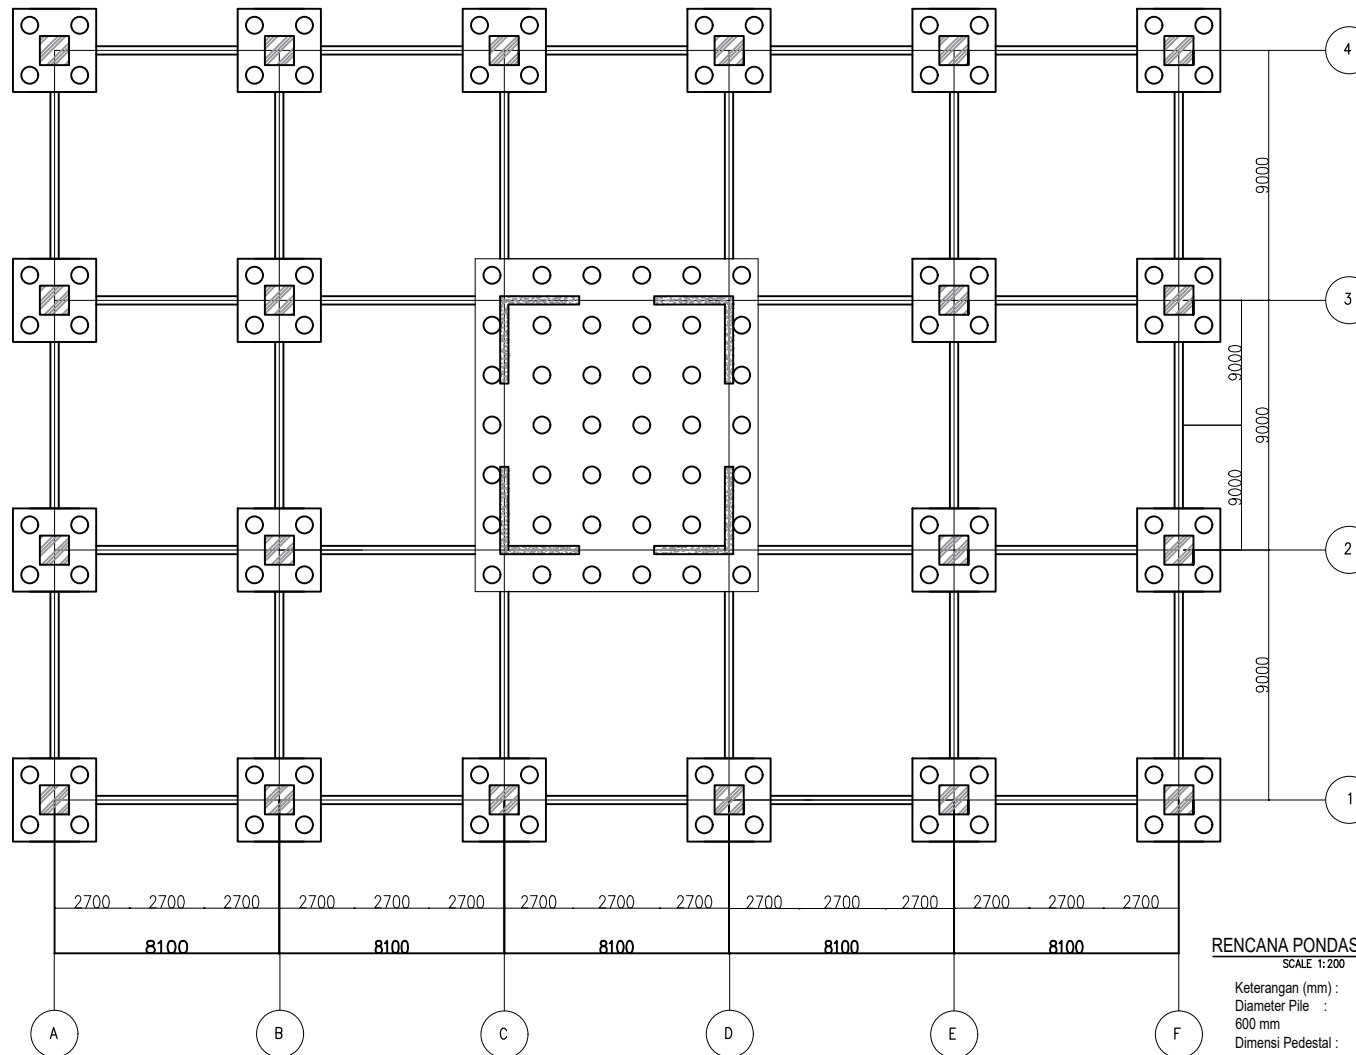 4
9000
3
9000
9000
9000
2
9000
1
2700 2700 2700 2700 2700 2700 2700 2700 2700 2700 2700 2700 2700 2700 2700
8100 8100 8100 8100 8100
RENCANA PONDAS
SCALE 1:200
Keterangan (mm) :
Diameter Pile :
600 mm
Dimensi Pedestal :
A B C D E F